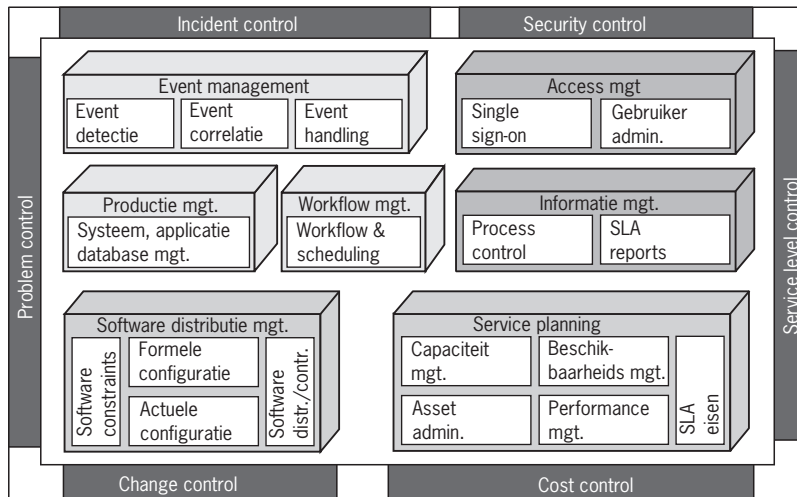 Incident control
Security control
Problem control
Service level control
Event management
Event
detectie
Event
correlatie
Event
handling
Access mgt
Single
sign-on
Gebruiker
admin.
Productie mgt.
Systeem, applicatie
database mgt.
Workflow mgt.
Workflow &
scheduling
Informatie mgt.
Process
control
SLA
reports
Software distributie mgt.
Software
constraints
Formele
configuratie
Actuele
configuratie
Software
distr./contr.
Service planning
Capaciteit
mgt.
Beschik-
baarheids mgt.
Asset
admin.
Performance
mgt.
SLA
eisen
Change control
Cost control